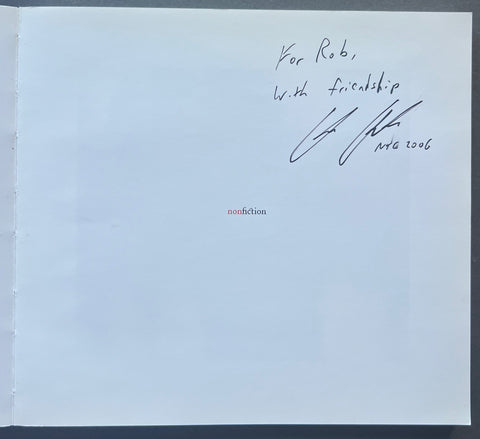 For Rob,
With friendship
NYC 2006
nonfiction